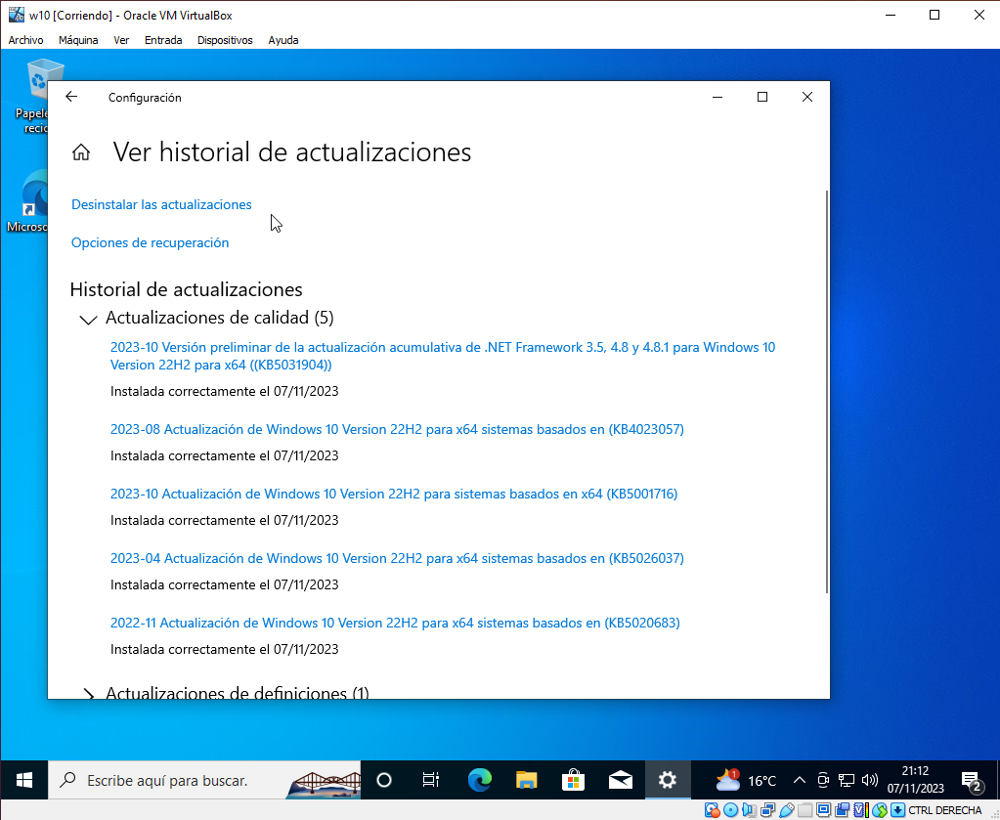 w10 [Corriendo] - Oracle VM VirtualBox
Archivo Máquina Ver Entrada Dispositivos Ayuda
Configuración
Ver historial de actualizaciones
Desinstalar las actualizaciones
Opciones de recuperación
Historial de actualizaciones
Actualizaciones de calidad (5)
2023-10 Versión preliminar de la actualización acumulativa de .NET Framework 3.5, 4.8 y 4.8.1 para Windows 10
Version 22H2 para x64 ((KB5031904))
Instalada correctamente el 07/11/2023
2023-08 Actualización de Windows 10 Version 22H2 para x64 sistemas basados en (KB4023057)
Instalada correctamente el 07/11/2023
2023-10 Actualización de Windows 10 Version 22H2 para sistemas basados en x64 (KB5001716)
Instalada correctamente el 07/11/2023
2023-04 Actualización de Windows 10 Version 22H2 para x64 sistemas basados en (KB5026037)
Instalada correctamente el 07/11/2023
2022-11 Actualización de Windows 10 Version 22H2 para x64 sistemas basados en (KB5020683)
Instalada correctamente el 07/11/2023
Actualizaciones de definiciones (1)
Escribe aquí para buscar.
1
16°C
21:12
07/11/2023
2
CTRL DERECHA